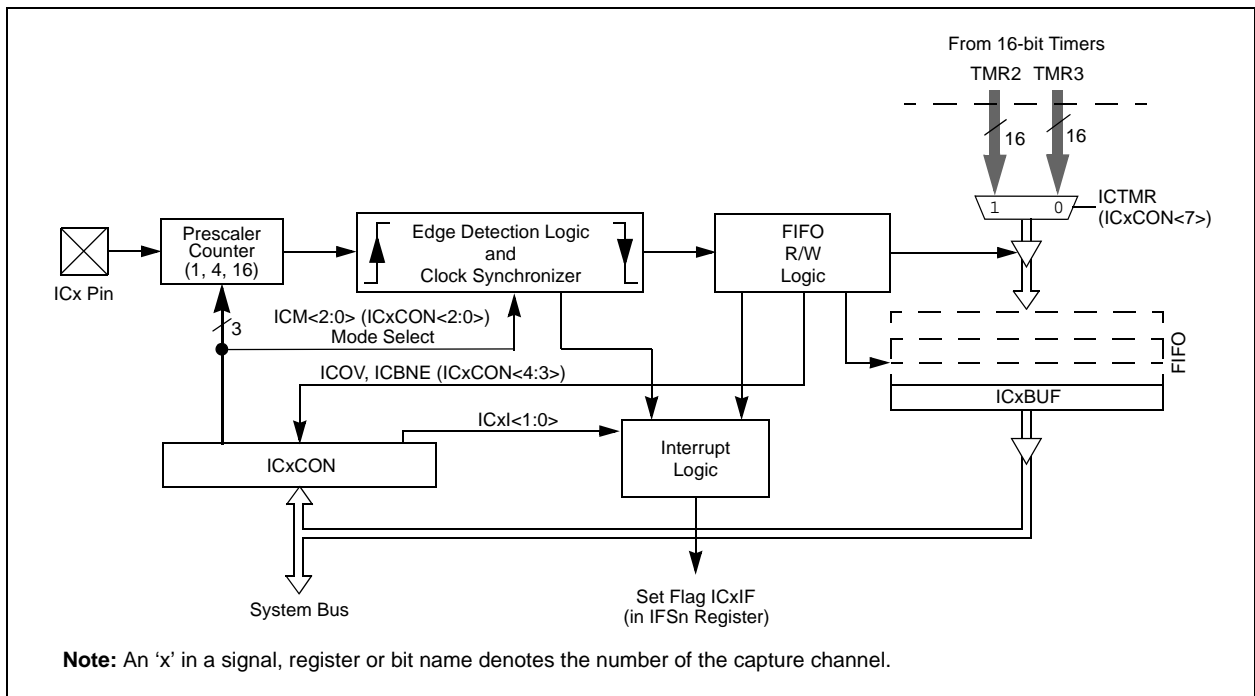 From 16-bit Timers
TMR2 TMR3
16 16
1 0
ICTMR
(ICxCON<7>)
Prescaler
Counter
(1, 4, 16)
Edge Detection Logic
and
Clock Synchronizer
FIFO
R/W
Logic
ICx Pin
3
ICM<2:0> (ICxCON<2:0>)
Mode Select
FIFO
ICOV, ICBNE (ICxCON<4:3>)
ICxBUF
ICxI<1:0>
ICxCON
Interrupt
Logic
System Bus
Set Flag ICxIF
(in IFSn Register)
Note: An ‘x’ in a signal, register or bit name denotes the number of the capture channel.